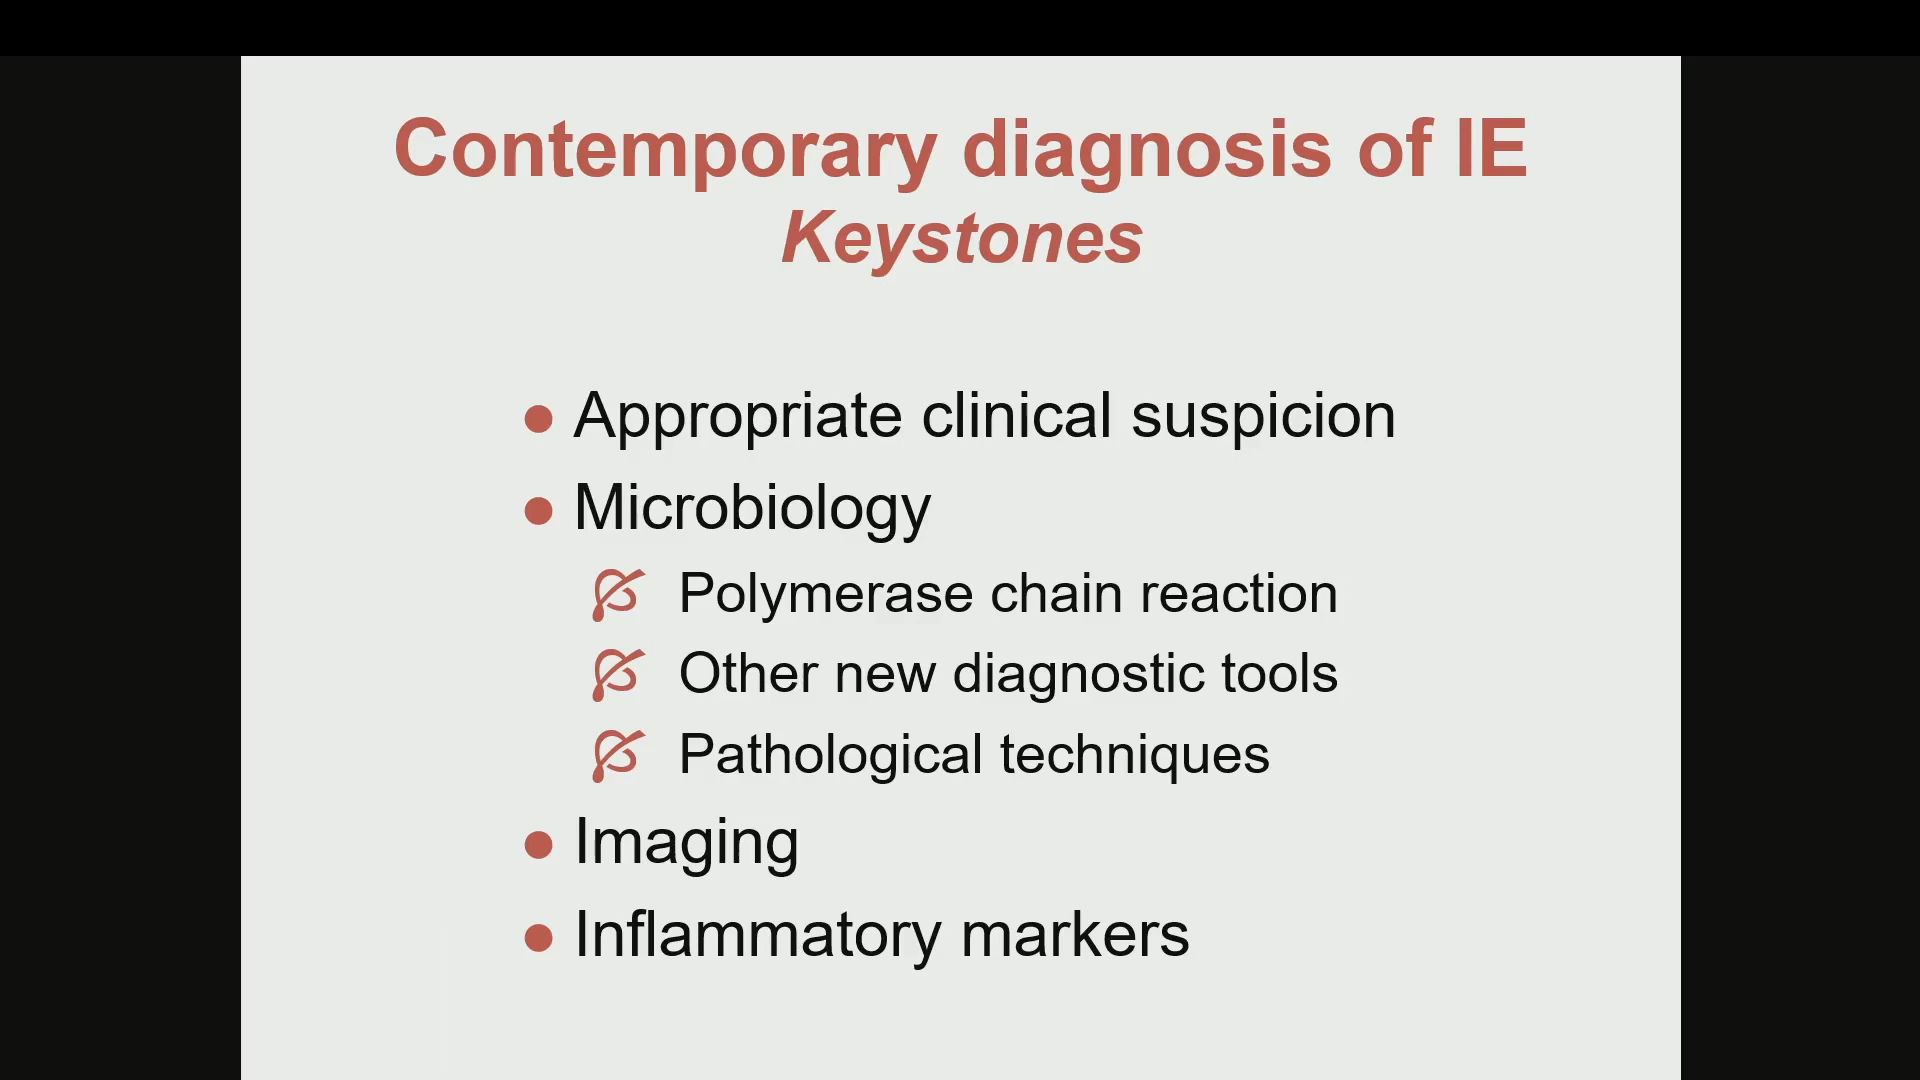 Contemporary diagnosis of IE
Keystones
● Appropriate clinical suspicion
● Microbiology
Polymerase chain reaction
Other new diagnostic tools
Pathological techniques
● Imaging
● Inflammatory markers